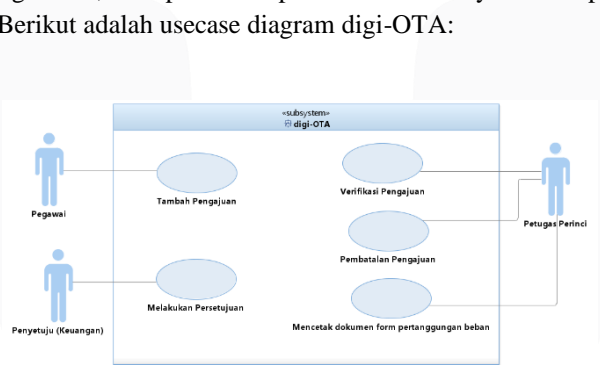 Berikut adalah usecase diagram digi-OTA:
«subsystem»
digi-OTA
Pegawai
Tambah Pengajuan
Verifikasi Pengajuan
Petugas Perinci
Pembatalan Pengajuan
Penyetuju (Keuangan)
Melakukan Persetujuan
Mencetak dokumen form pertanggungan beban